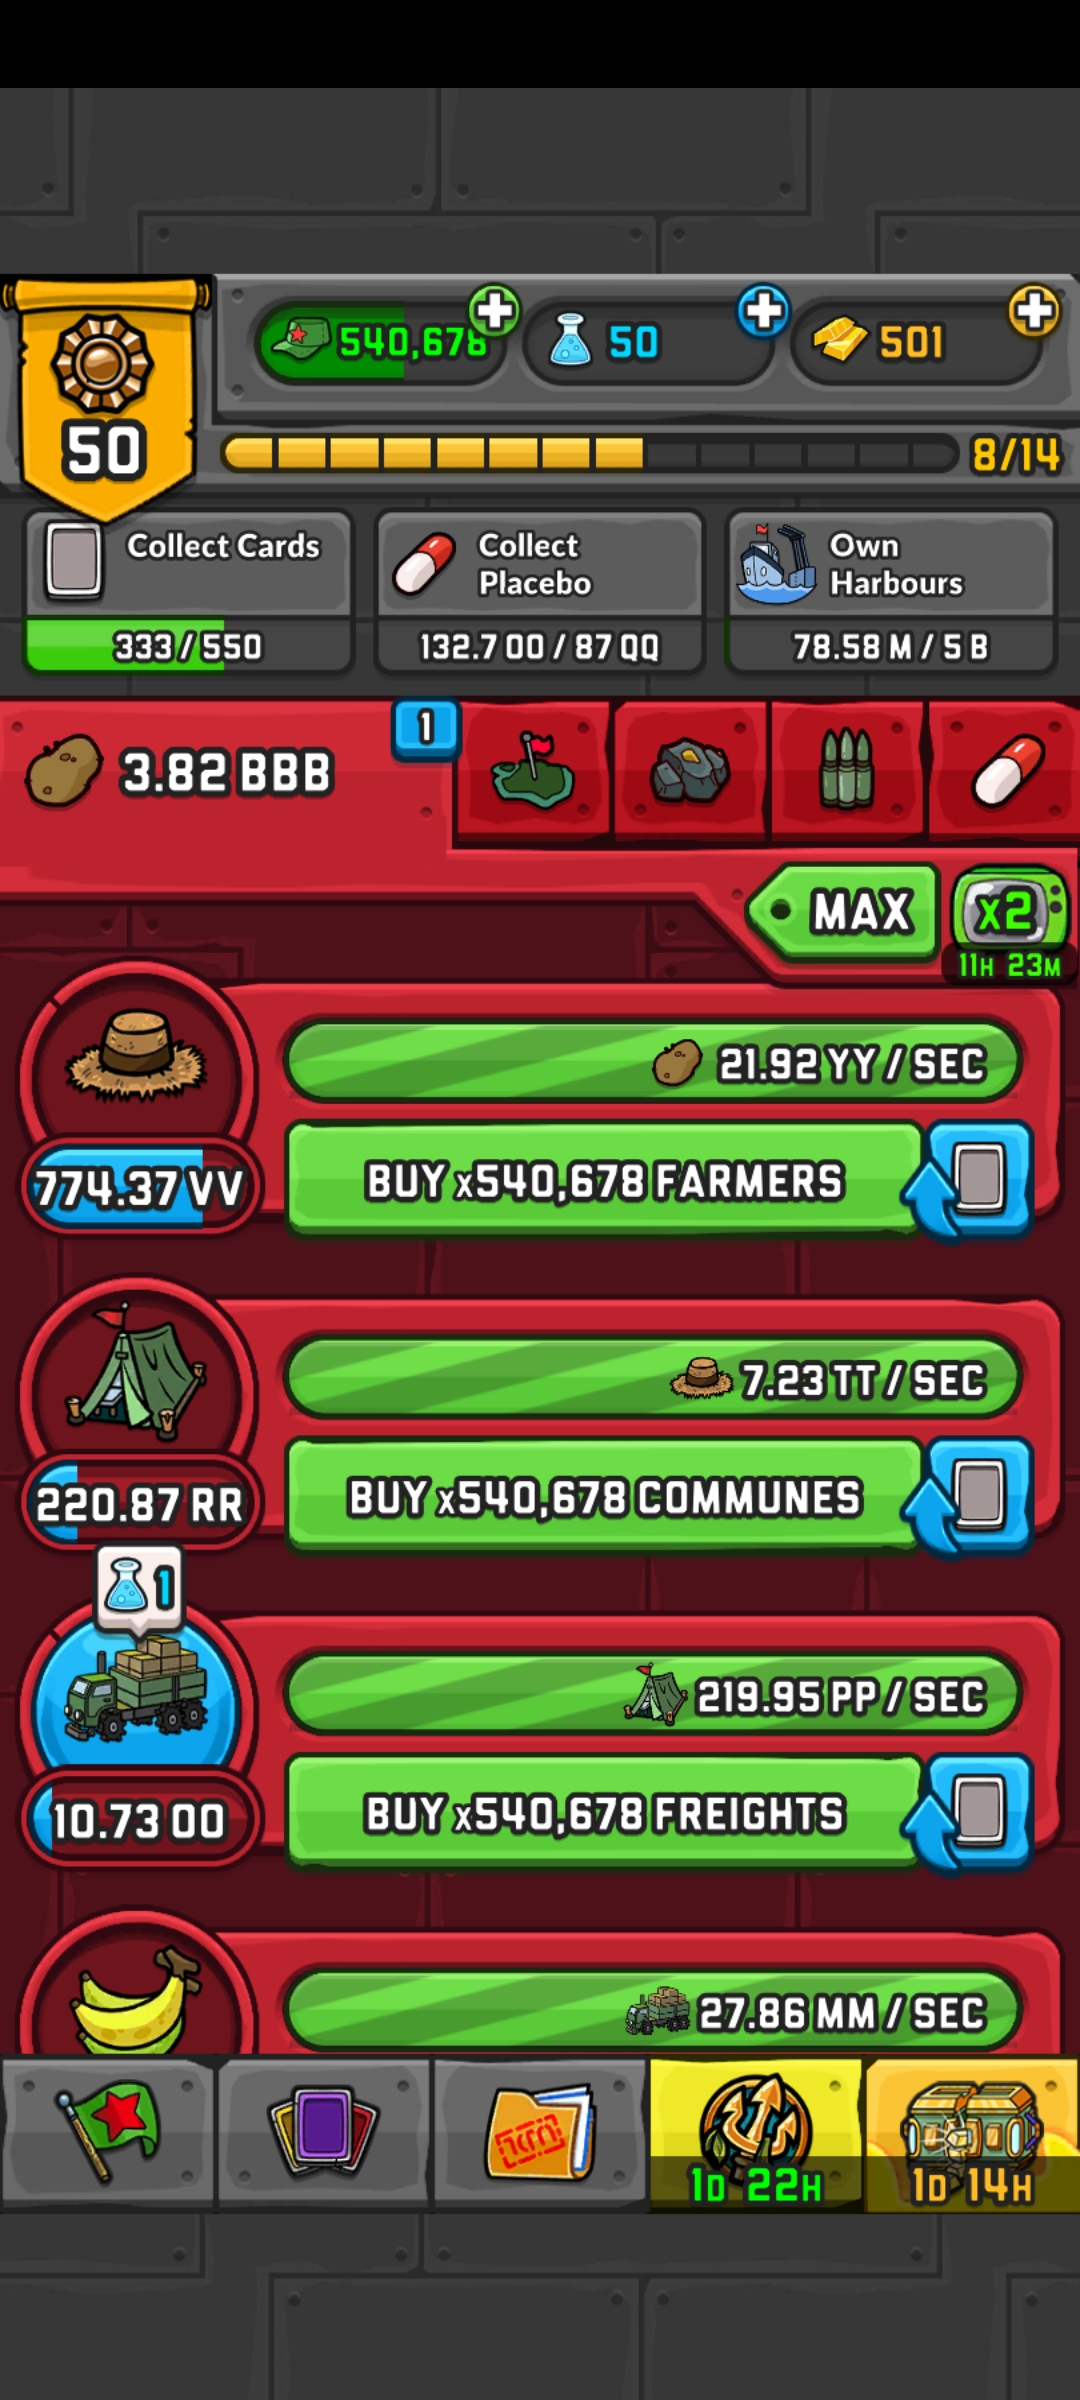 540,678
50
501
50
8/14
Collect Cards
333/550
Collect
Placebo
132.7 OO / 87 QQ
Own
Harbours
78.58 M / 5 B
3.82 BBB
1
MAX
x2
11H 23M
21.92 YY / SEC
774.37 VV
BUY x540,678 FARMERS
7.23 TT / SEC
220.87 RR
BUY x540,678 COMMUNES
1
219.95 PP / SEC
10.73 OO
BUY x540,678 FREIGHTS
27.86 MM / SEC
1D 22H
1D 14H